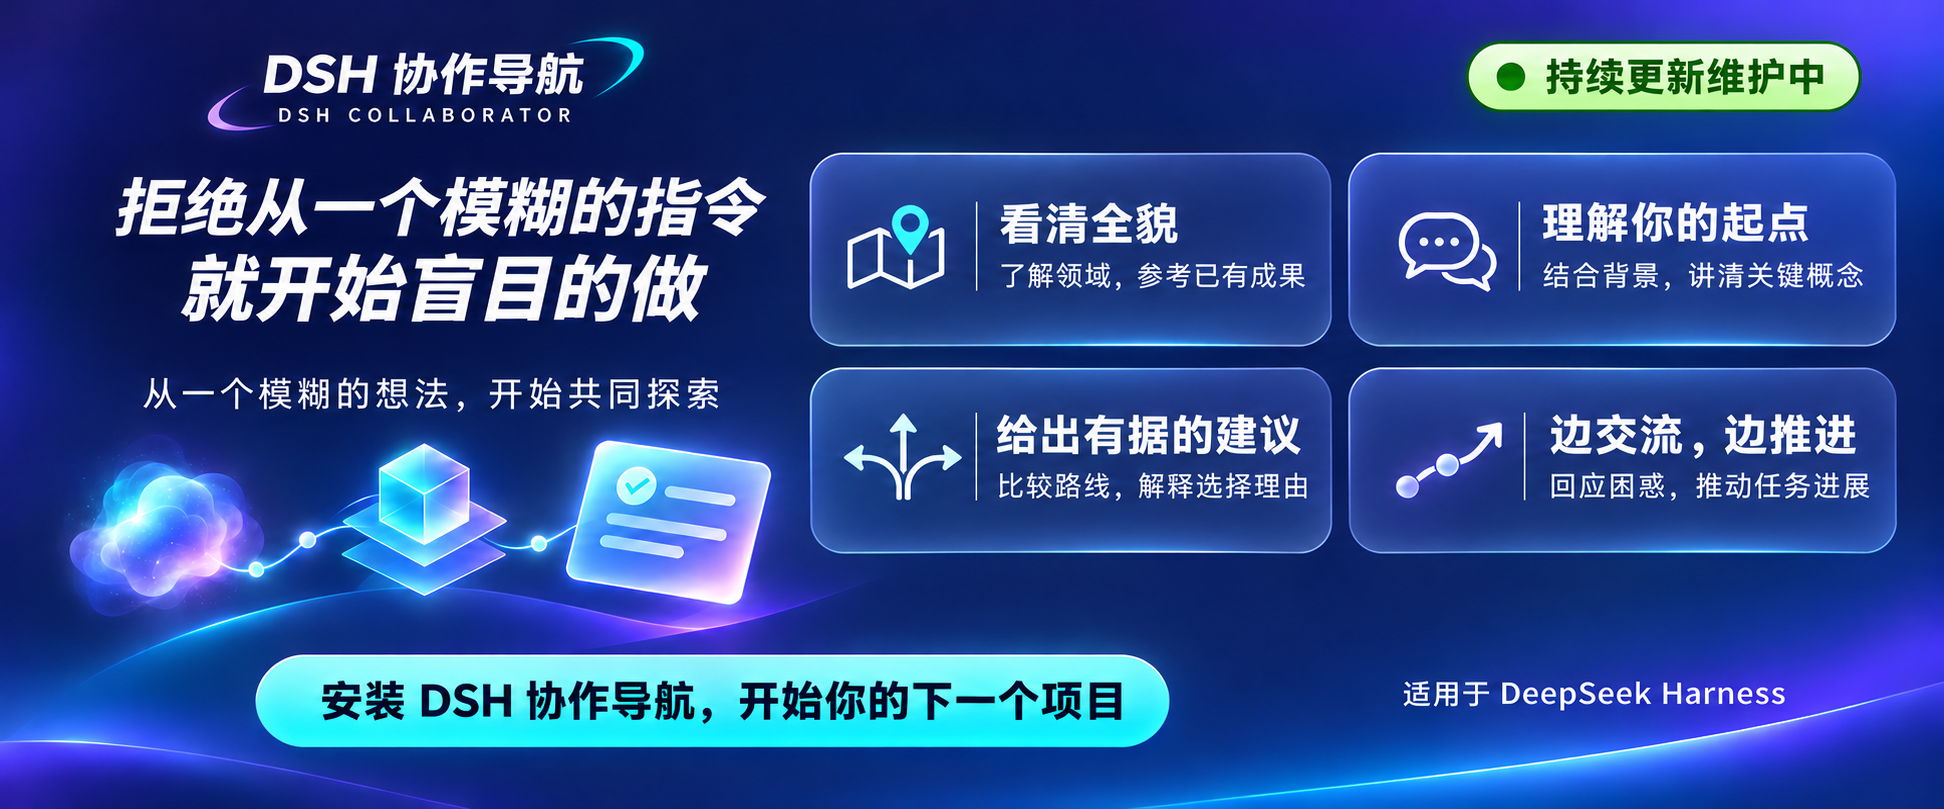 DSH 协作导航
DSH COLLABORATOR
持续更新维护中
拒绝从一个模糊的指令
就开始盲目的做
从一个模糊的想法，开始共同探索
看清全貌
了解领域，参考已有成果
理解你的起点
结合背景，讲清关键概念
给出有据的建议
比较路线，解释选择理由
边交流，边推进
回应困惑，推动任务进展
安装 DSH 协作导航，开始你的下一个项目
适用于 DeepSeek Harness